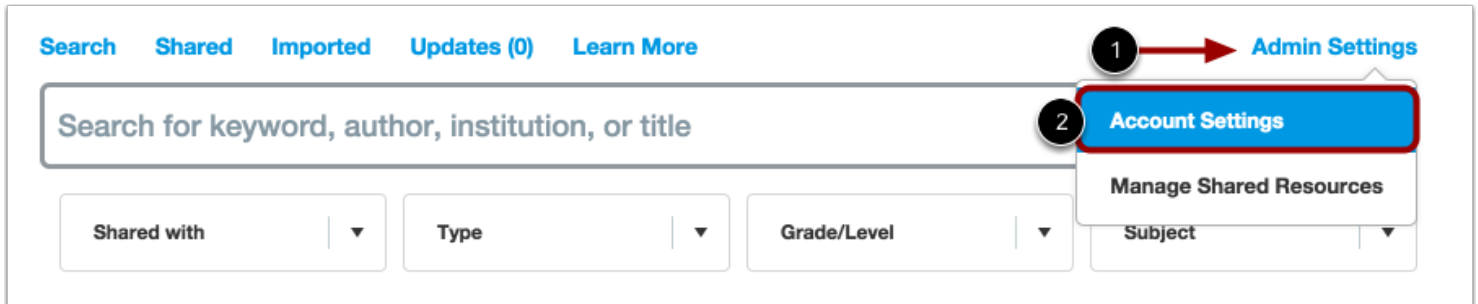 Search Shared Imported Updates (0) Learn More 1 Admin Settings
Search for keyword, author, institution, or title 2 Account Settings
Manage Shared Resources
Shared with Type Grade/Level Subject